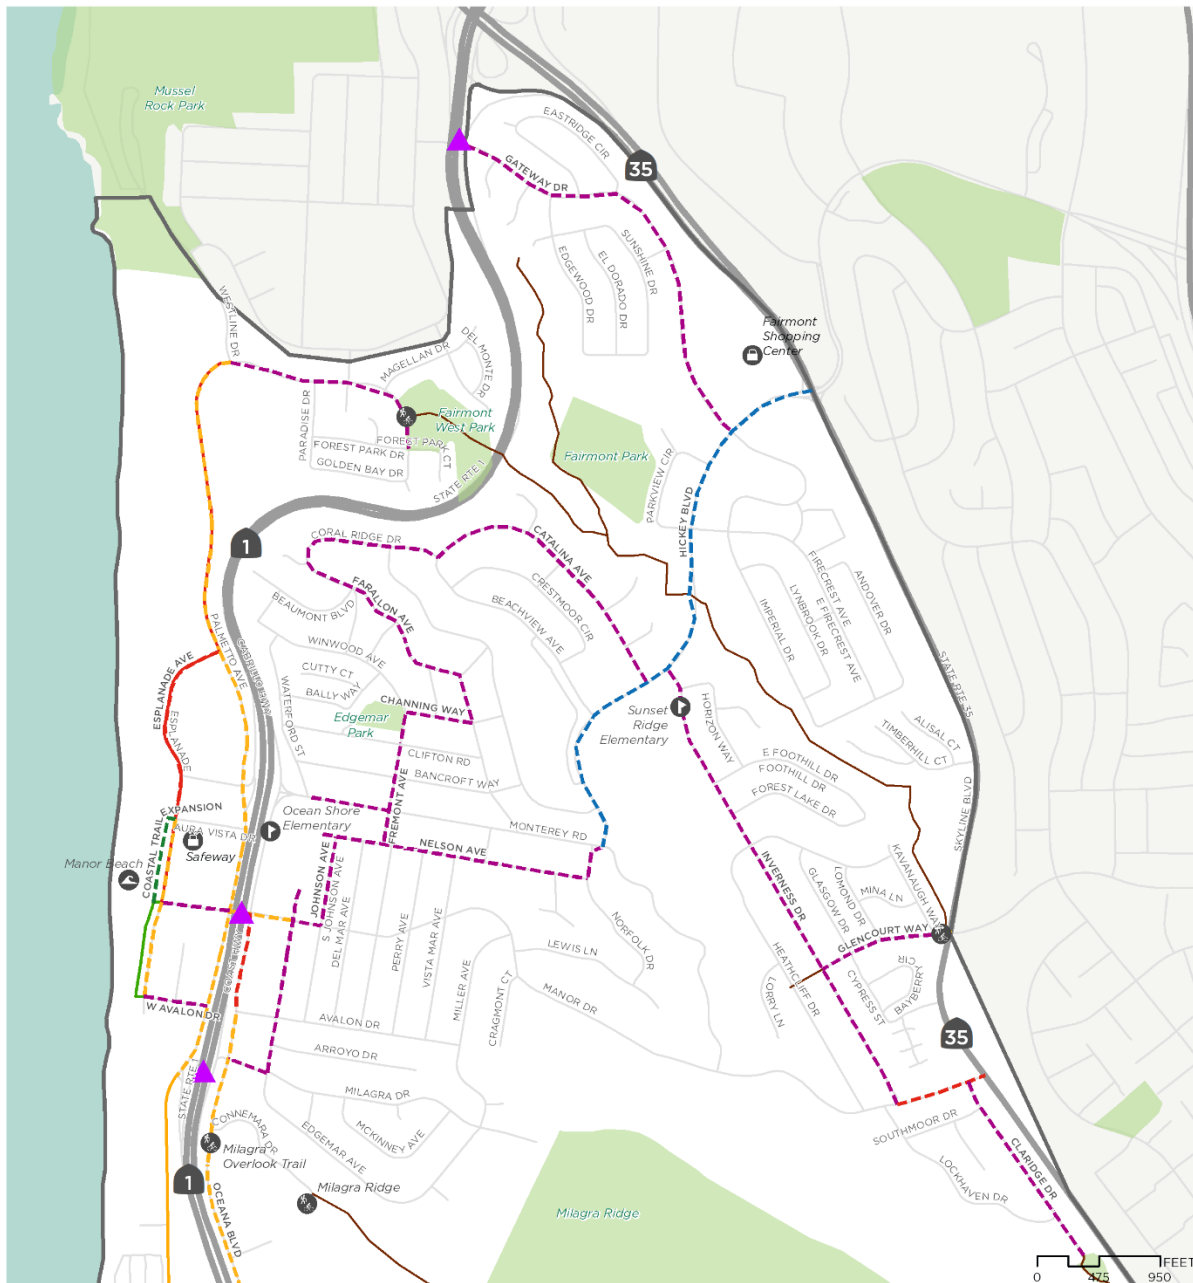 Mussel
Rock Park
EASTRIDGE CIR
35
GATEWAY DR
SUNSHINE DR
EL DORADO DR
EDGEWOOD DR
WESTLINE DR
Fairmont
Shopping
Center
DEL MONTE DR
MAGELLAN DR
PARADISE DR
Fairmont
West Park
FOREST PARK CT
FOREST PARK DR
GOLDEN BAY DR
STATE RTE 1
Fairmont Park
PARKVIEW CIR
HICKEY BLVD
1
CORAL RIDGE DR
CATALINA AVE
CRESTMOOR CIR
BEACHVIEW AVE
FARALLON AVE
BEAUMONT BLVD
WINWOOD AVE
CUTTY CT
BALLY WAY
CHANNING WAY
Edgemar
Park
WATERFORD ST
CABRILLO HWY
PALMETTO AVE
ESPLANADE AVE
ESPLANADE
FIRECREST AVE
E FIRECREST AVE
LYNBROOK DR
IMPERIAL DR
ANDOVER DR
STATE RTE 35
Sunset
Ridge
Elementary
HORIZON WAY
ALISAL CT
TIMBERHILL CT
E FOOTHILL DR
FOOTHILL DR
FOREST LAKE DR
SKYLINE BLVD
CLIFTON RD
BANCROFT WAY
FREMONT AVE
Ocean Shore
Elementary
MONTEREY RD
NELSON AVE
COASTAL TRAIL
EXPANSION
AURA VISTA DR
Safeway
Manor Beach
JOHNSON AVE
S JOHNSON AVE
DEL MAR AVE
PERRY AVE
VISTA MAR AVE
MILLER AVE
CRAGMONT CT
LEWIS LN
NORFOLK DR
MANOR DR
INVERNESS DR
GLASGOW DR
LOMOND DR
MINA LN
KAVANAUGH WAY
GLENCOURT WAY
HEATHCLIFF DR
LORRY LN
CYPRESS ST
BAYBERRY CIR
35
W AVALON DR
AVALON DR
ARROYO DR
MILAGRA DR
STATE RTE 1
CONNEMARA DR
EDGEMAR AVE
MCKINNEY AVE
Milagra
Overlook Trail
1
OCEANA BLVD
Milagra Ridge
Milagra Ridge
SOUTHMOOR DR
LOCKHAVEN DR
CLARIDGE DR
FEET
0 475 950